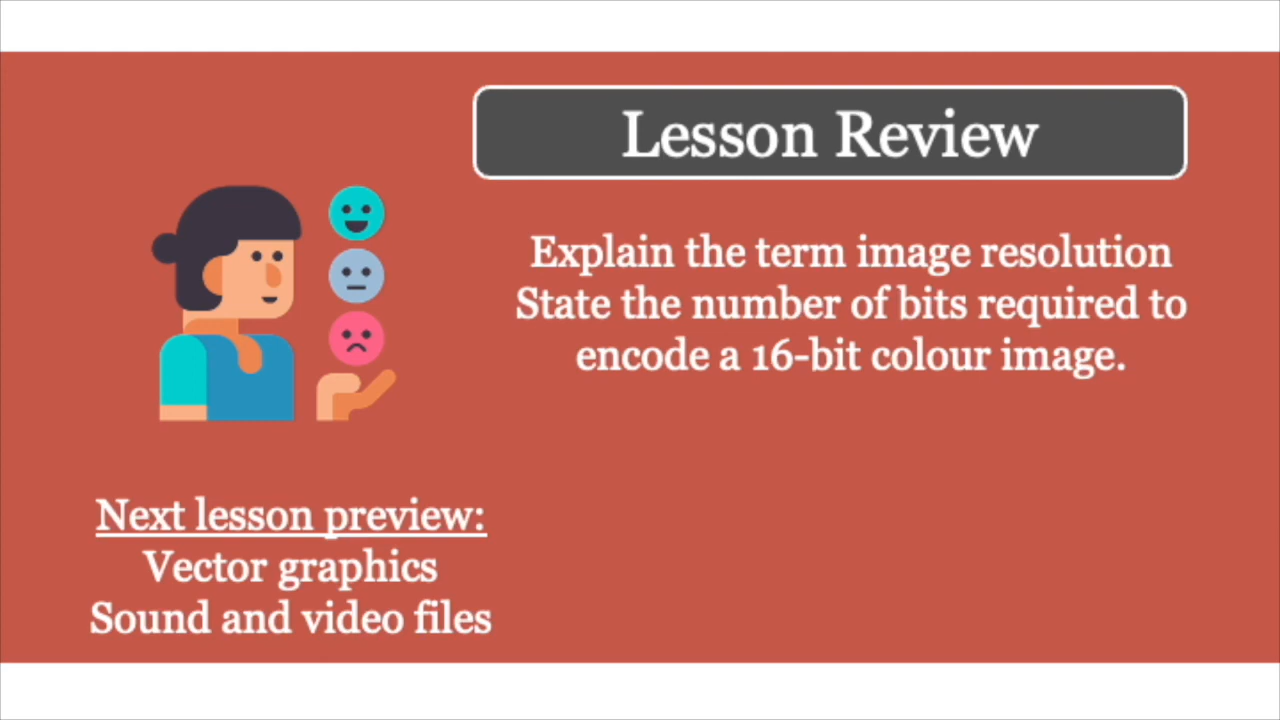 Lesson Review
Explain the term image resolution
State the number of bits required to
encode a 16-bit colour image.
Next lesson preview:
Vector graphics
Sound and video files